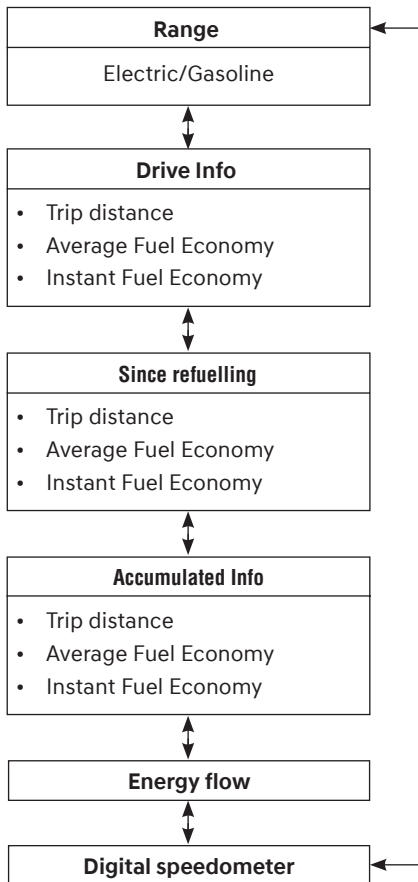 Range
Electric/Gasoline
Drive Info
• Trip distance
• Average Fuel Economy
• Instant Fuel Economy
Since refuelling
• Trip distance
• Average Fuel Economy
• Instant Fuel Economy
Accumulated Info
• Trip distance
• Average Fuel Economy
• Instant Fuel Economy
Energy flow
Digital speedometer